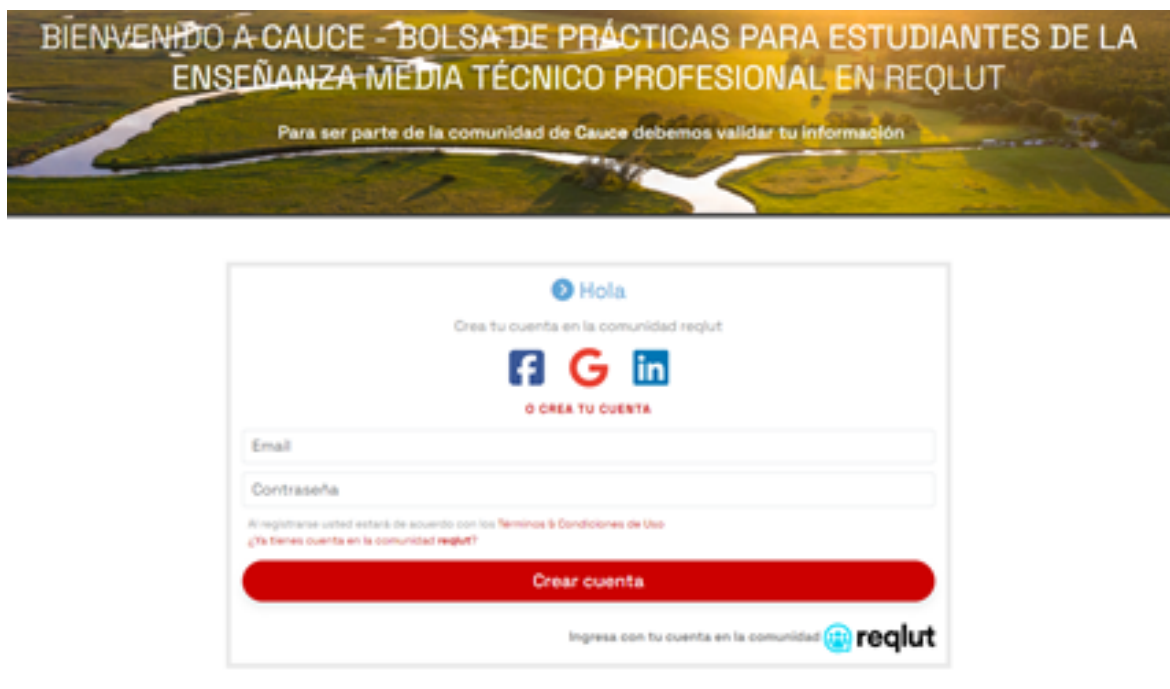 BIENVENIDO A CAUCE - BOLSA DE PRÁCTICAS PARA ESTUDIANTES DE LA
ENSEÑANZA MEDIA TÉCNICO PROFESIONAL EN REQLUT
Para ser parte de la comunidad de Cauce debemos validar tu información
Hola
Crea tu cuenta en la comunidad reqlut
f G in
O CREA TU CUENTA
Email
Contraseña
Al registrarse usted estará de acuerdo con los Términos & Condiciones de Uso
¿Ya tienes cuenta en la comunidad reqlut?
Crear cuenta
Ingresa con tu cuenta en la comunidad reqlut